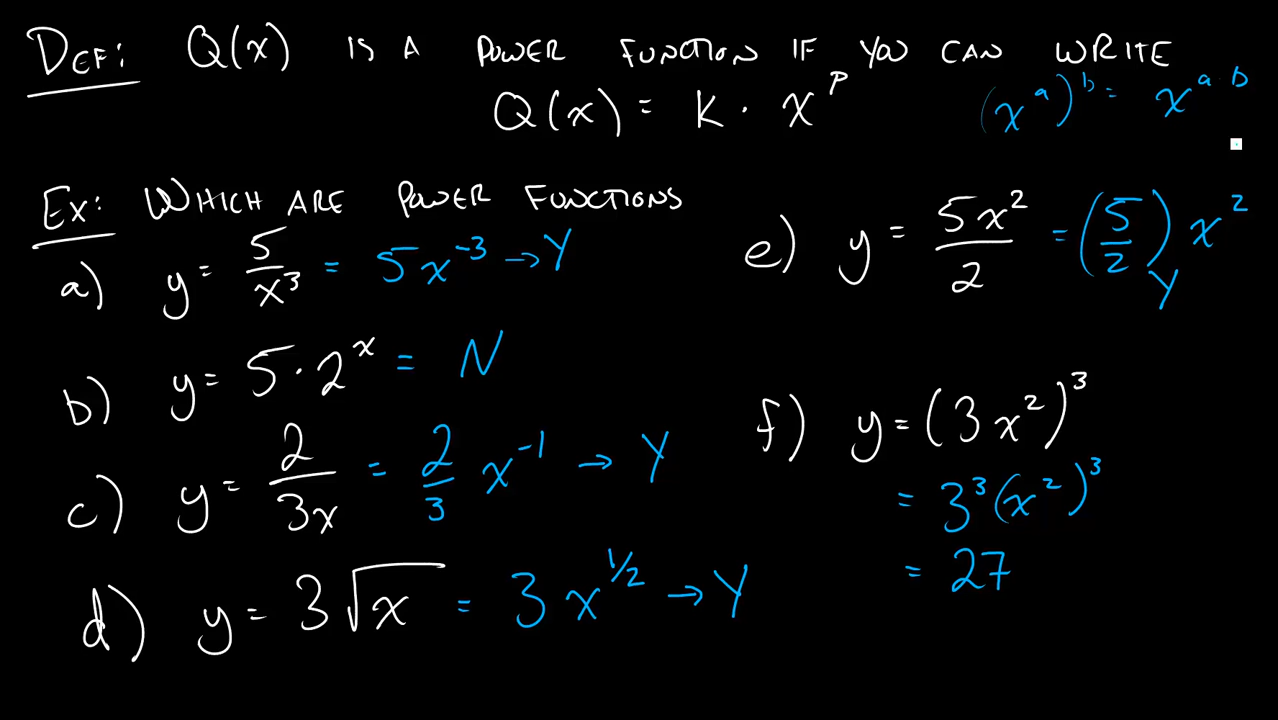 DEF: Q(x) IS A POWER FUNCTION IF YOU CAN WRITE
Q(x) = K · x^p
(x^a)^b = x^(a·b)
EX: WHICH ARE POWER FUNCTIONS
a) y = 5/x^3 = 5x^-3 → Y
b) y = 5·2^x = N
c) y = 2/3x = 2/3 x^-1 → Y
d) y = 3√x = 3x^1/2 → Y
e) y = 5x^2/2 = (5/2)x^2
Y
f) y = (3x^2)^3
= 3^3(x^2)^3
= 27